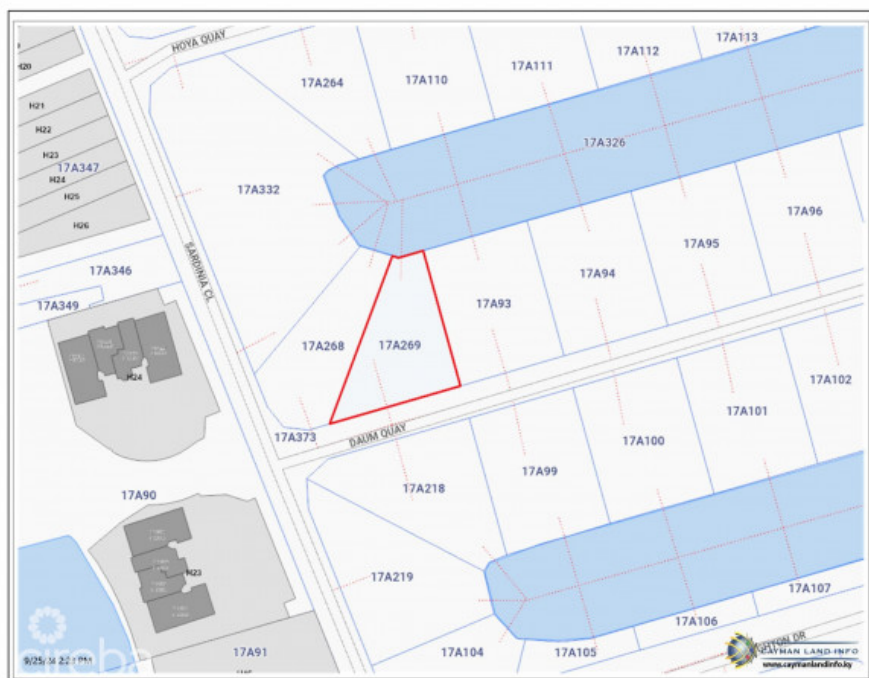 HOYA QUAY
17A113
17A112
17A111
17A110
17A264
H20
H21
H22
H23
17A347
H24
H25
H26
17A326
17A332
17A96
17A95
17A94
17A93
SARDINIA CL
17A346
17A349
17A268
17A269
H24
17A102
17A101
17A100
17A99
17A373
DAUM QUAY
17A218
17A90
H23
17A219
17A107
17A106
17A105
17A104
17A91
CAYMAN LAND INFO
www.caymanlandinfo.ky